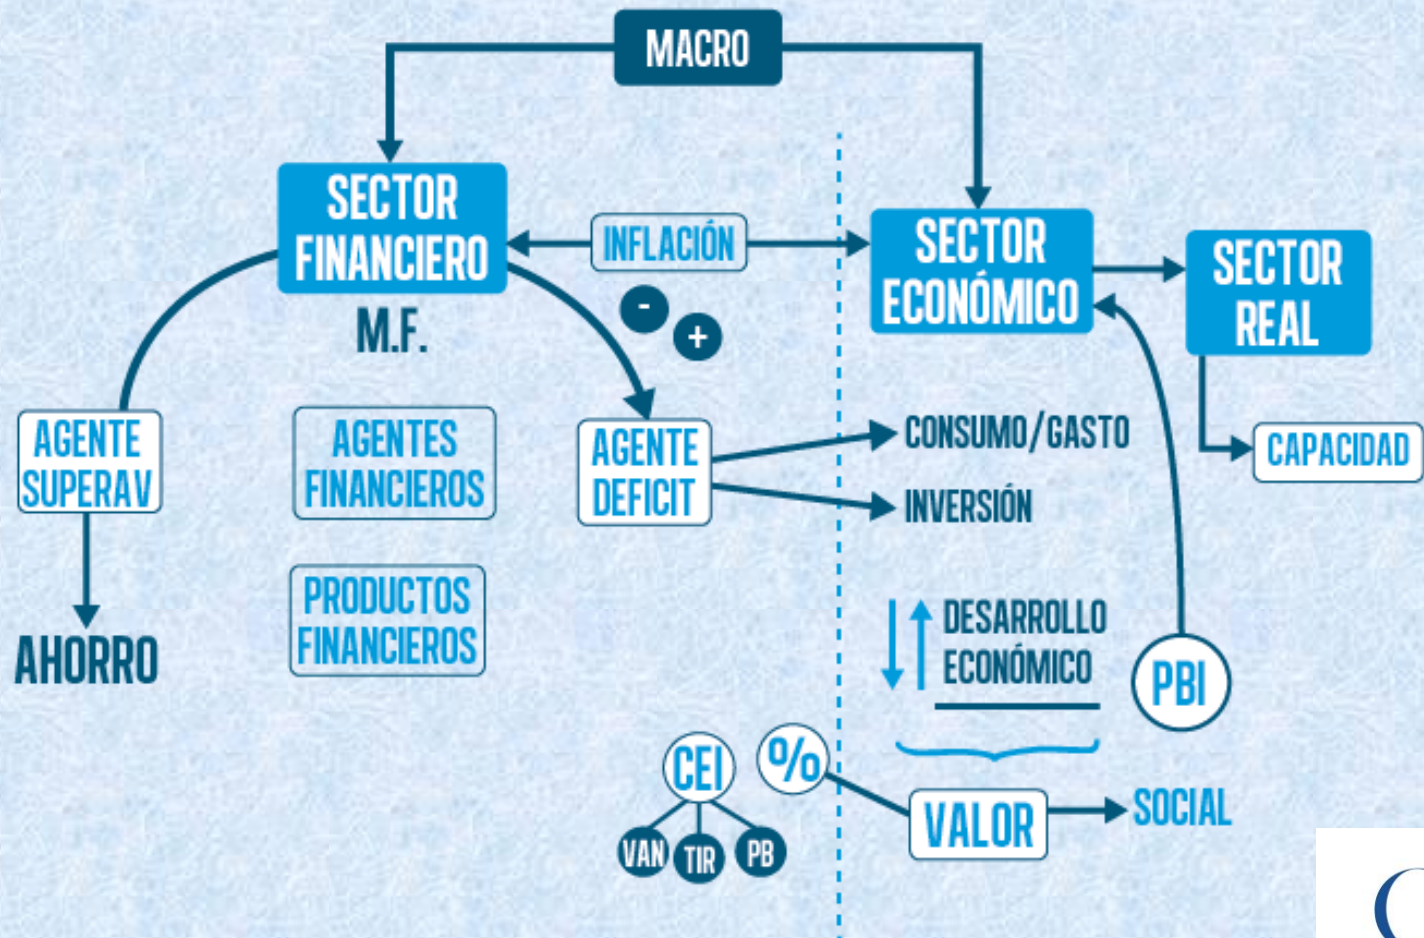 MACRO
SECTOR
FINANCIERO
M.F.
INFLACIÓN
-
+
SECTOR
ECONÓMICO
SECTOR
REAL
CAPACIDAD
AGENTE
SUPERAV
AHORRO
AGENTES
FINANCIEROS
PRODUCTOS
FINANCIEROS
AGENTE
DEFICIT
CONSUMO/GASTO
INVERSIÓN
DESARROLLO
ECONÓMICO
PBI
CEI
%
VAN
TIR
PB
VALOR
SOCIAL